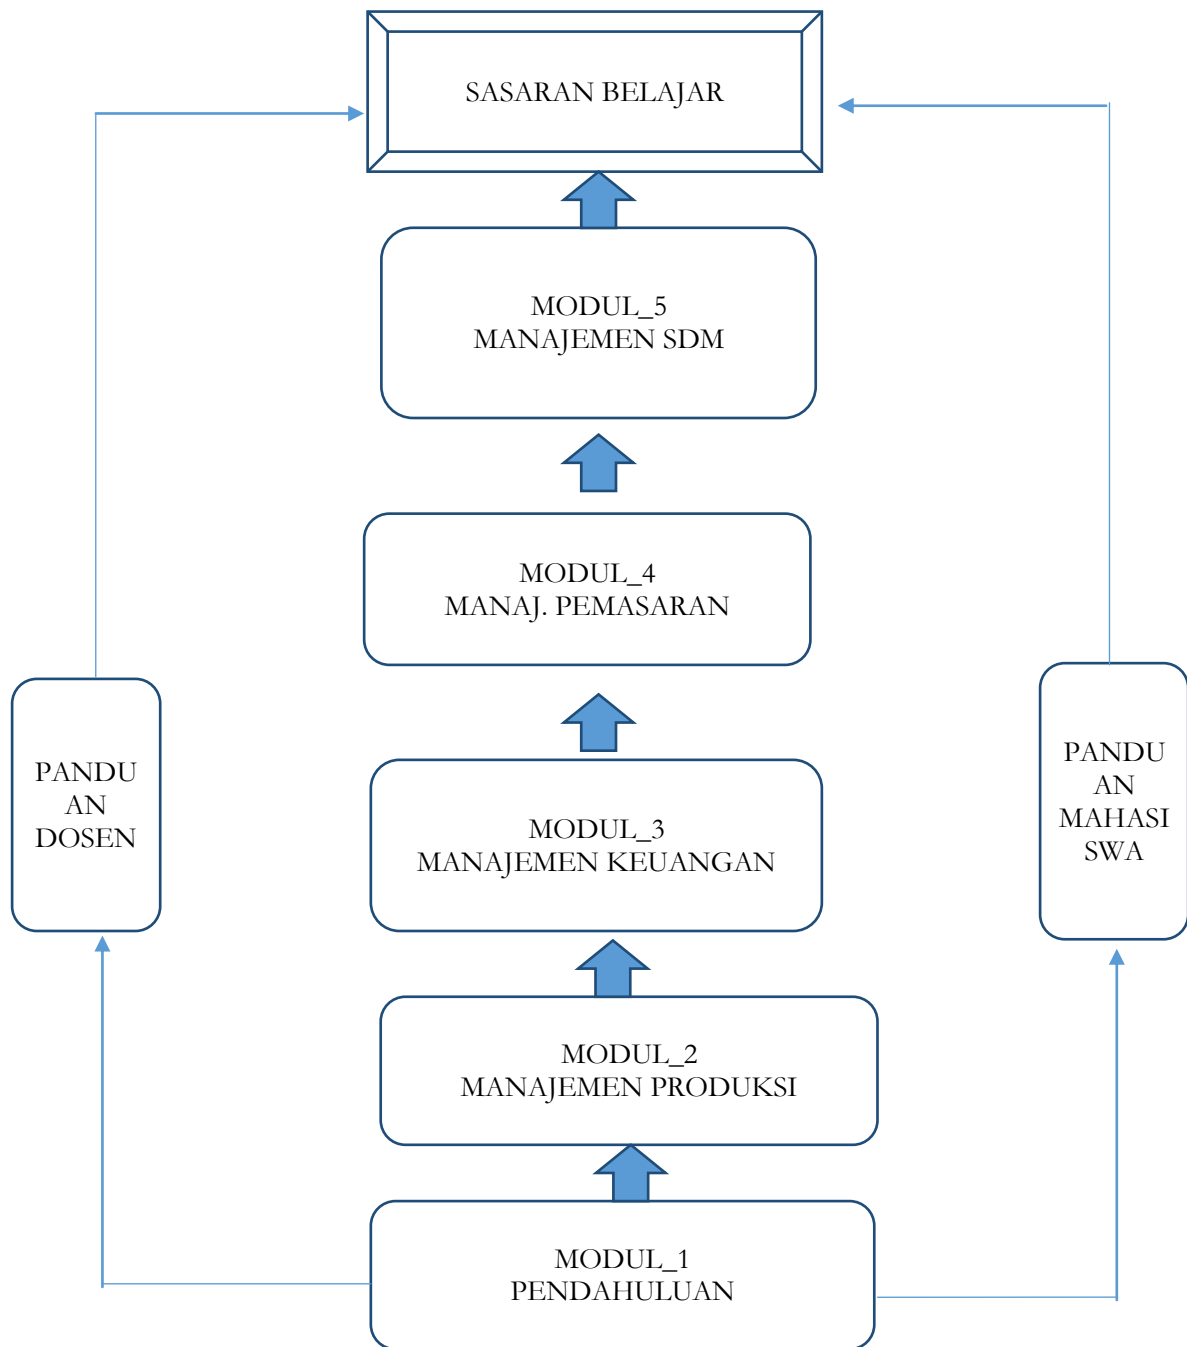 SASARAN BELAJAR
MODUL_5
MANAJEMEN SDM
MODUL_4
MANAJ. PEMASARAN
PANDU
AN
DOSEN
MODUL_3
MANAJEMEN KEUANGAN
PANDU
AN
MAHASI
SWA
MODUL_2
MANAJEMEN PRODUKSI
MODUL_1
PENDAHULUAN